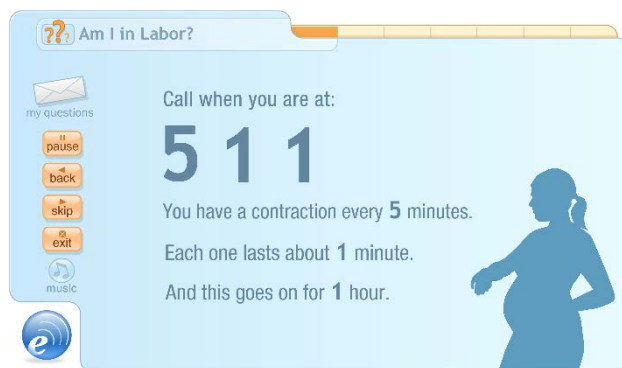 ??? Am I in Labor?
my questions
pause
back
skip
exit
music
e
Call when you are at:
5 1 1
You have a contraction every 5 minutes.
Each one lasts about 1 minute.
And this goes on for 1 hour.